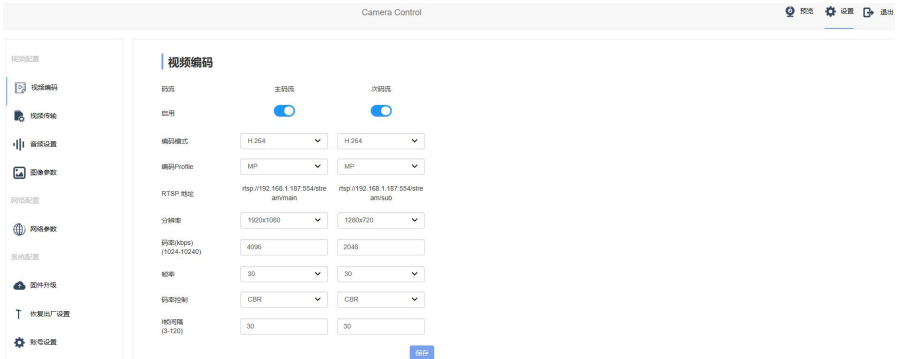 Camera Control
预览
设置
退出
视频配置
视频编码
视频传输
音频设置
图像参数
网络配置
网络参数
系统配置
固件升级
恢复出厂设置
账号设置
视频编码
码流 主码流 次码流
启用
编码模式 H.264 H.264
编码Profile MP MP
RTSP 地址 rtsp://192.168.1.187:554/stre rtsp://192.168.1.187:554/stre
am/main am/sub
分辨率 1920x1080 1280x720
码率(kbps)
(1024-10240) 4096 2048
帧率 30 30
码率控制 CBR CBR
I帧间隔
(3-120) 30 30
保存